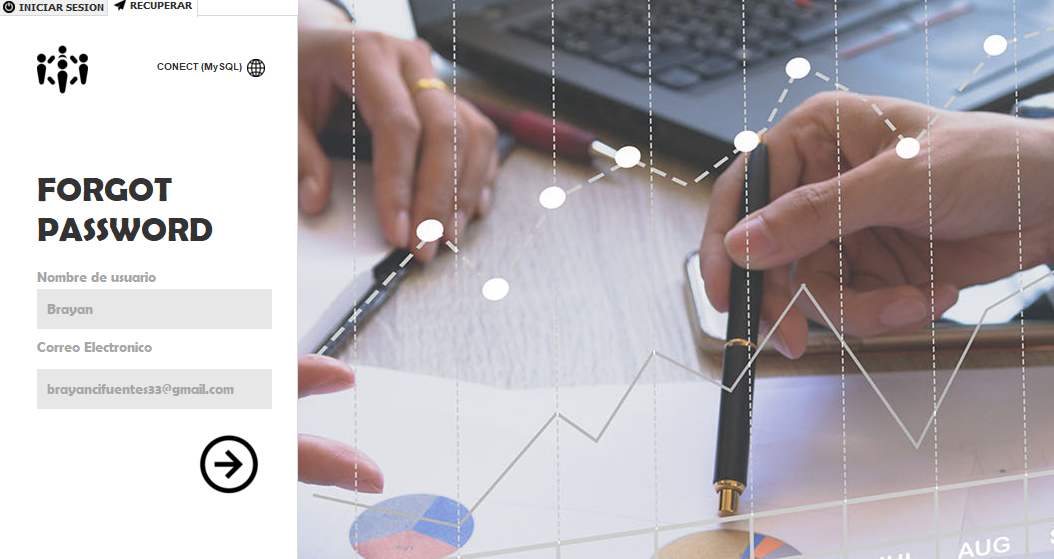 INICIAR SESION
RECUPERAR
CONECT (MySQL)
FORGOT
PASSWORD
Nombre de usuario
Brayan
Correo Electronico
brayancifuentes33@gmail.com
AUG